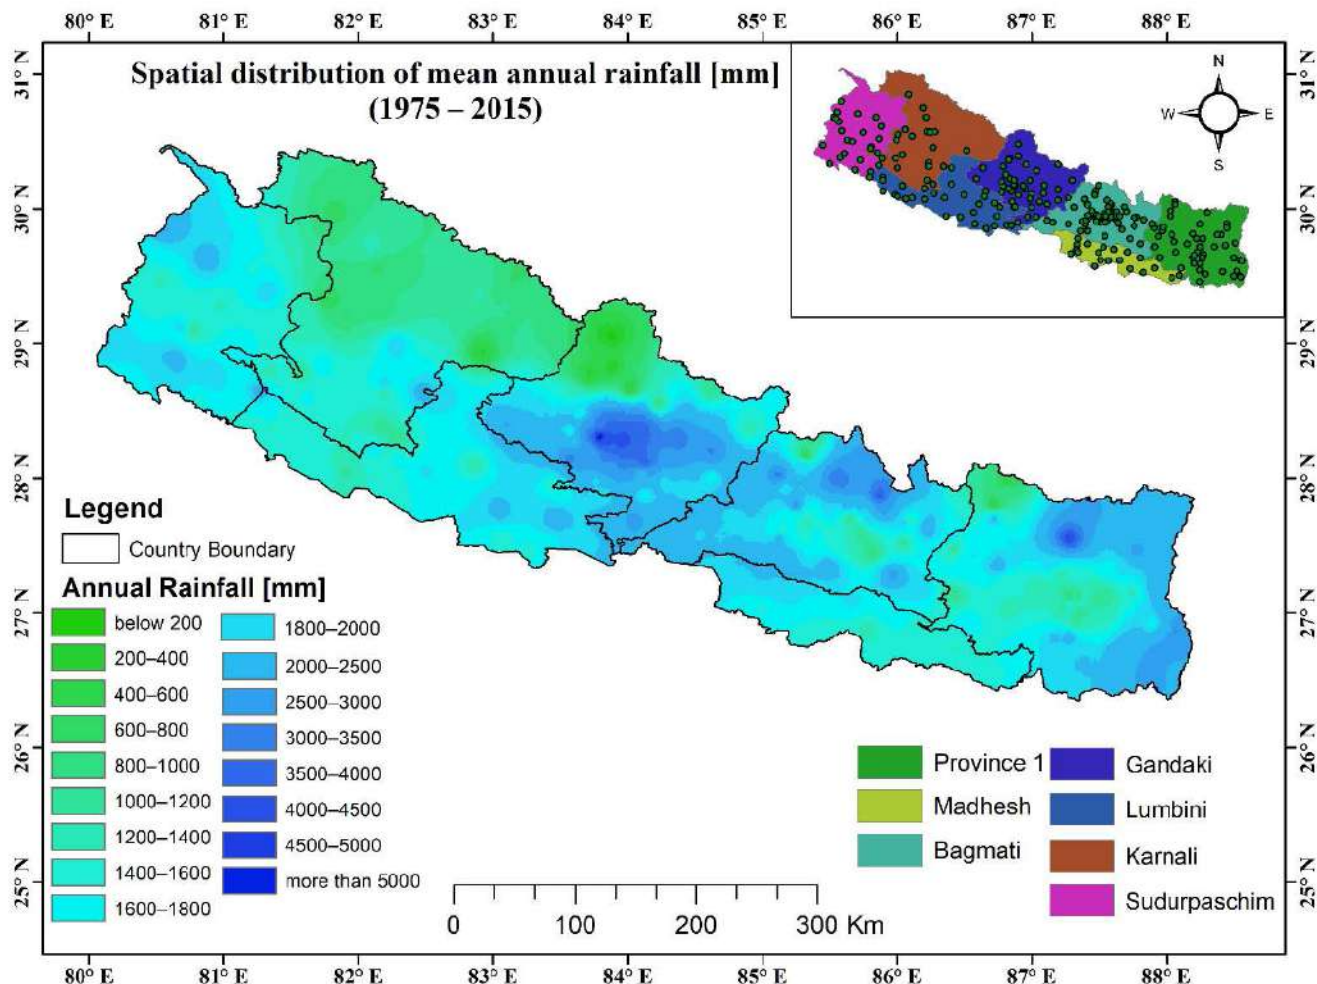 80° E 81° E 82° E 83° E 84° E 85° E 86° E 87° E 88° E
Spatial distribution of mean annual rainfall [mm]
(1975 – 2015)
N
W E
S
31° N
30° N
29° N
28° N
27° N
26° N
25° N
31° N
30° N
29° N
28° N
27° N
26° N
25° N
Legend
Country Boundary
Annual Rainfall [mm]
below 200
200–400
400–600
600–800
800–1000
1000–1200
1200–1400
1400–1600
1600–1800
1800–2000
2000–2500
2500–3000
3000–3500
3500–4000
4000–4500
4500–5000
more than 5000
0 100 200 300 Km
Province 1
Madhesh
Bagmati
Gandaki
Lumbini
Karnali
Sudurpaschim
80° E 81° E 82° E 83° E 84° E 85° E 86° E 87° E 88° E